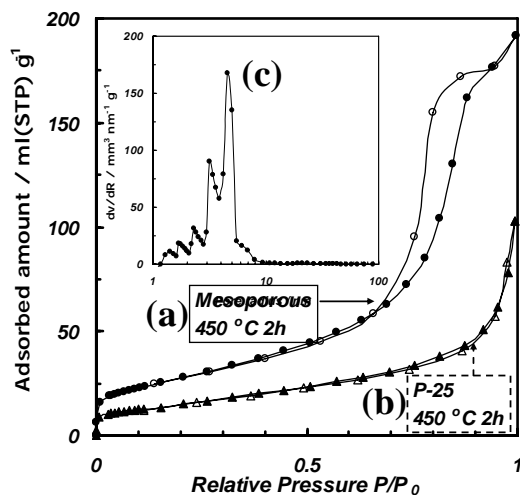 200
150
100
50
0
Adsorbed amount / ml(STP) ġ¹
200
150
100
50
0
dv/dR / mm³ nm⁻¹ g⁻¹
(c)
1
10
100
(a)
Mesoporous
450 °C 2h
(b)
P-25
450 °C 2h
0
0.5
1
Relative Pressure P/P₀